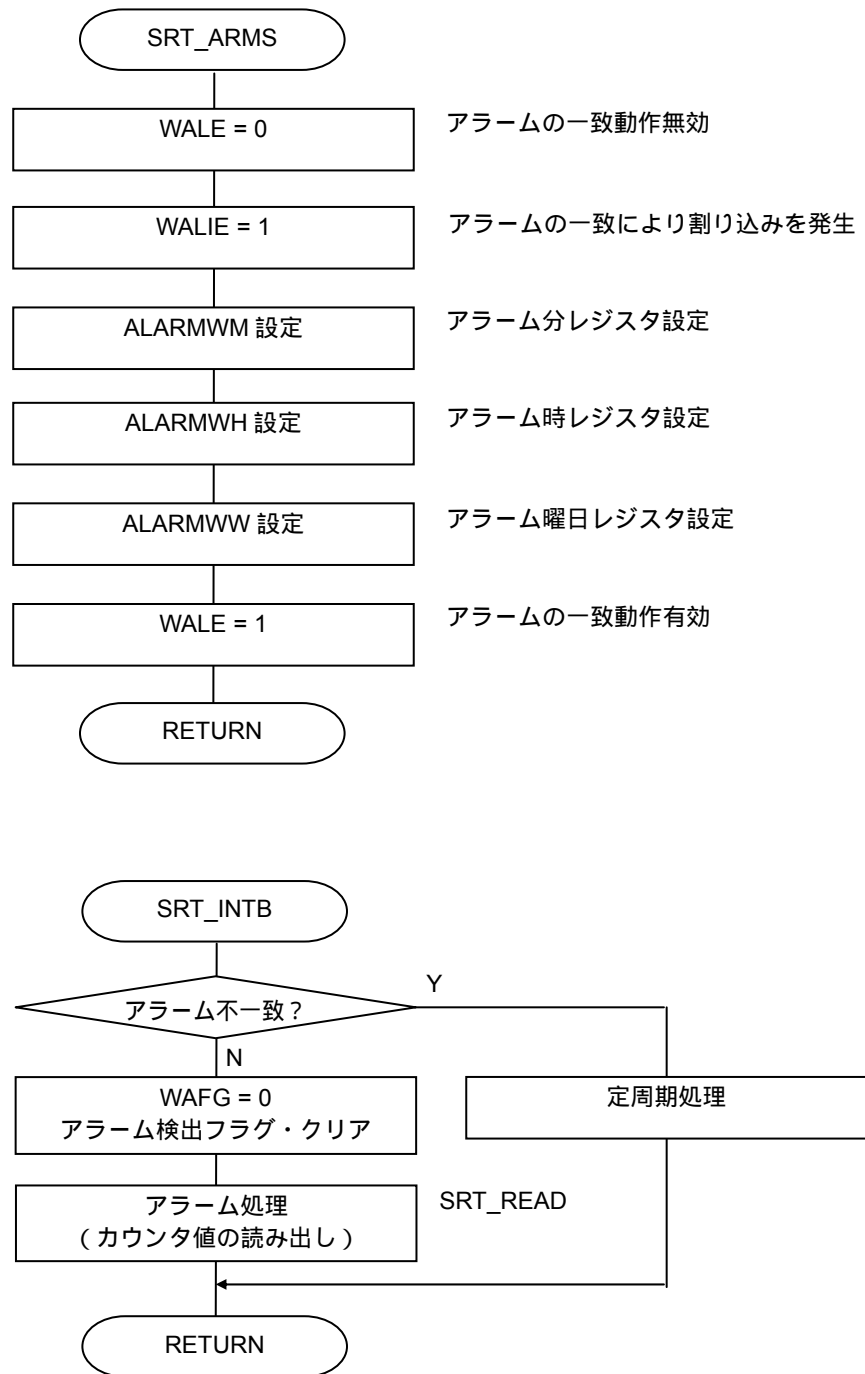 SRT_ARMS
WALE = 0 アラームの一致動作無効
WALIE = 1 アラームの一致により割り込みを発生
ALARMWM 設定 アラーム分レジスタ設定
ALARMWH 設定 アラーム時レジスタ設定
ALARMWW 設定 アラーム曜日レジスタ設定
WALE = 1 アラームの一致動作有効
RETURN
SRT_INTB
アラーム不一致？
Y
N
WAFG = 0
アラーム検出フラグ・クリア
定周期処理
アラーム処理
（カウンタ値の読み出し）
SRT_READ
RETURN